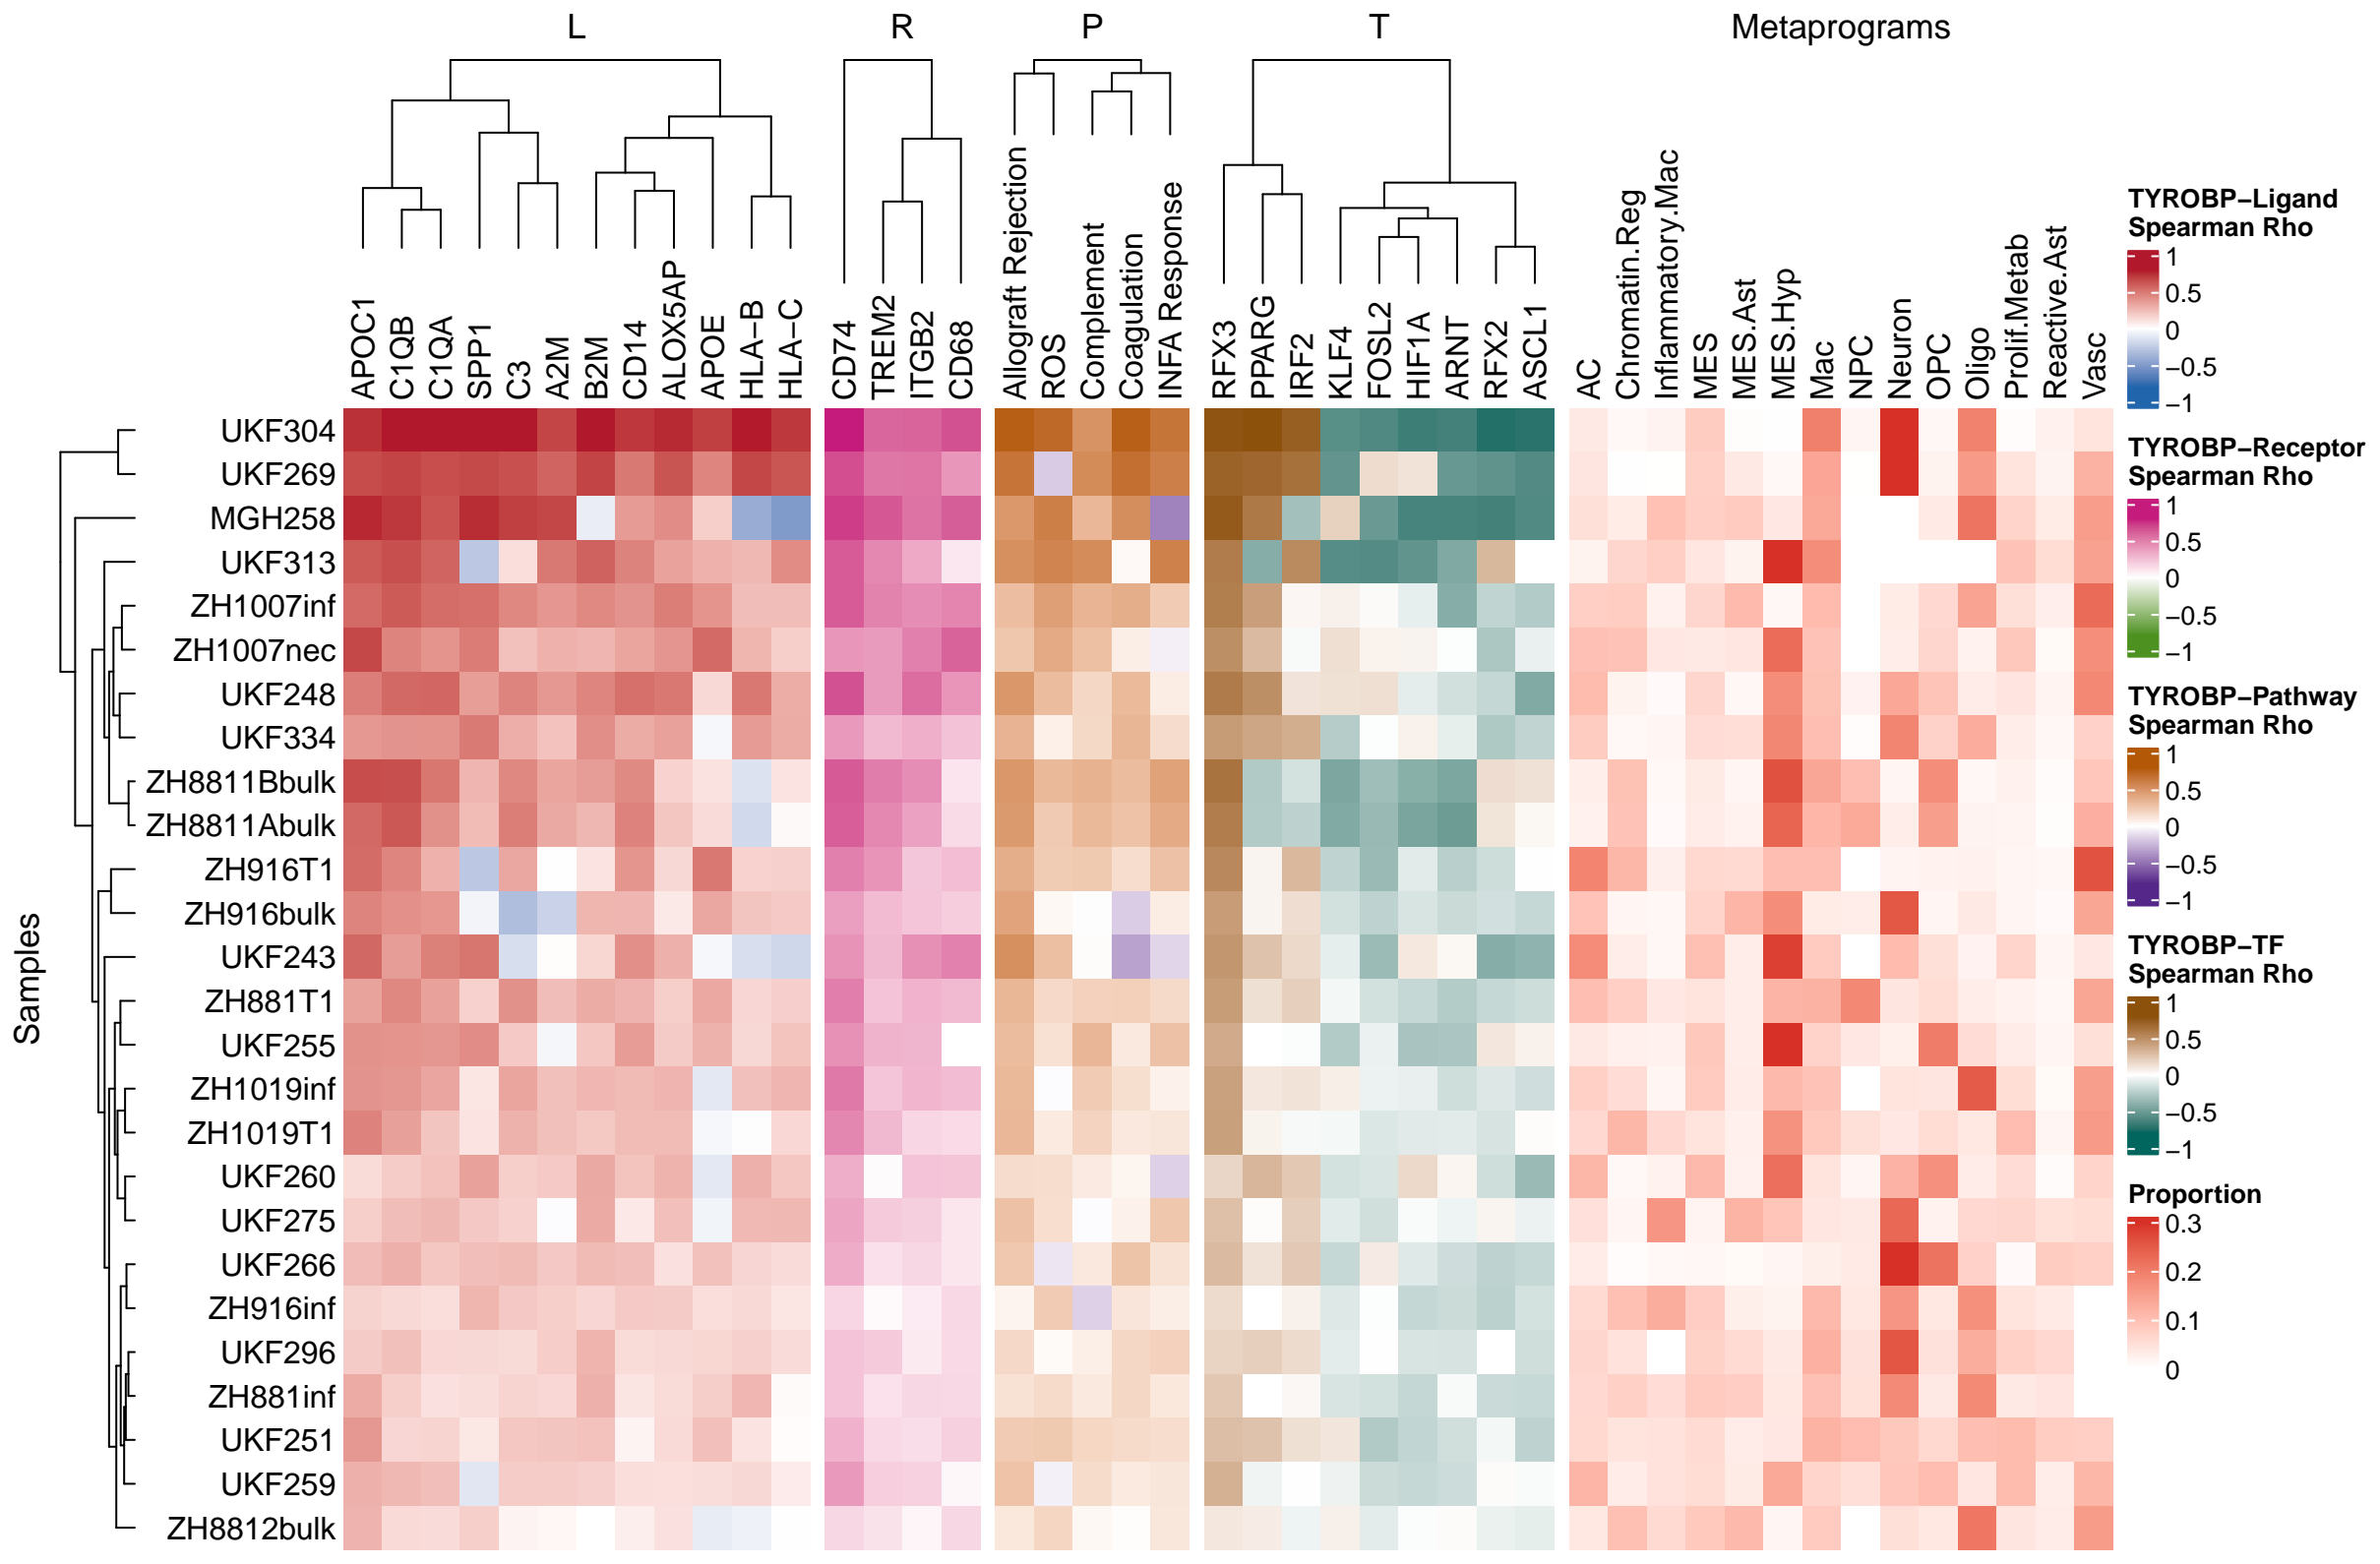 L R P T Metaprograms
APOC1 C1QB C1QA SPP1 C3 A2M B2M CD14 ALOX5AP APOE HLA−B HLA−C CD74 TREM2 ITGB2 CD68 Allograft Rejection ROS Complement Coagulation INFA Response RFX3 PPARG IRF2 KLF4 FOSL2 HIF1A ARNT RFX2 ASCL1 AC Chromatin.Reg Inflammatory.Mac MES MES.Ast MES.Hyp Mac NPC Neuron OPC Oligo Prolif.Metab Reactive.Ast Vasc
Samples
UKF304
UKF269
MGH258
UKF313
ZH1007inf
ZH1007nec
UKF248
UKF334
ZH8811Bbulk
ZH8811Abulk
ZH916T1
ZH916bulk
UKF243
ZH881T1
UKF255
ZH1019inf
ZH1019T1
UKF260
UKF275
UKF266
ZH916inf
UKF296
ZH881inf
UKF251
UKF259
ZH8812bulk
TYROBP−Ligand
Spearman Rho
1
0.5
0
−0.5
−1
TYROBP−Receptor
Spearman Rho
1
0.5
0
−0.5
−1
TYROBP−Pathway
Spearman Rho
1
0.5
0
−0.5
−1
TYROBP−TF
Spearman Rho
1
0.5
0
−0.5
−1
Proportion
0.3
0.2
0.1
0